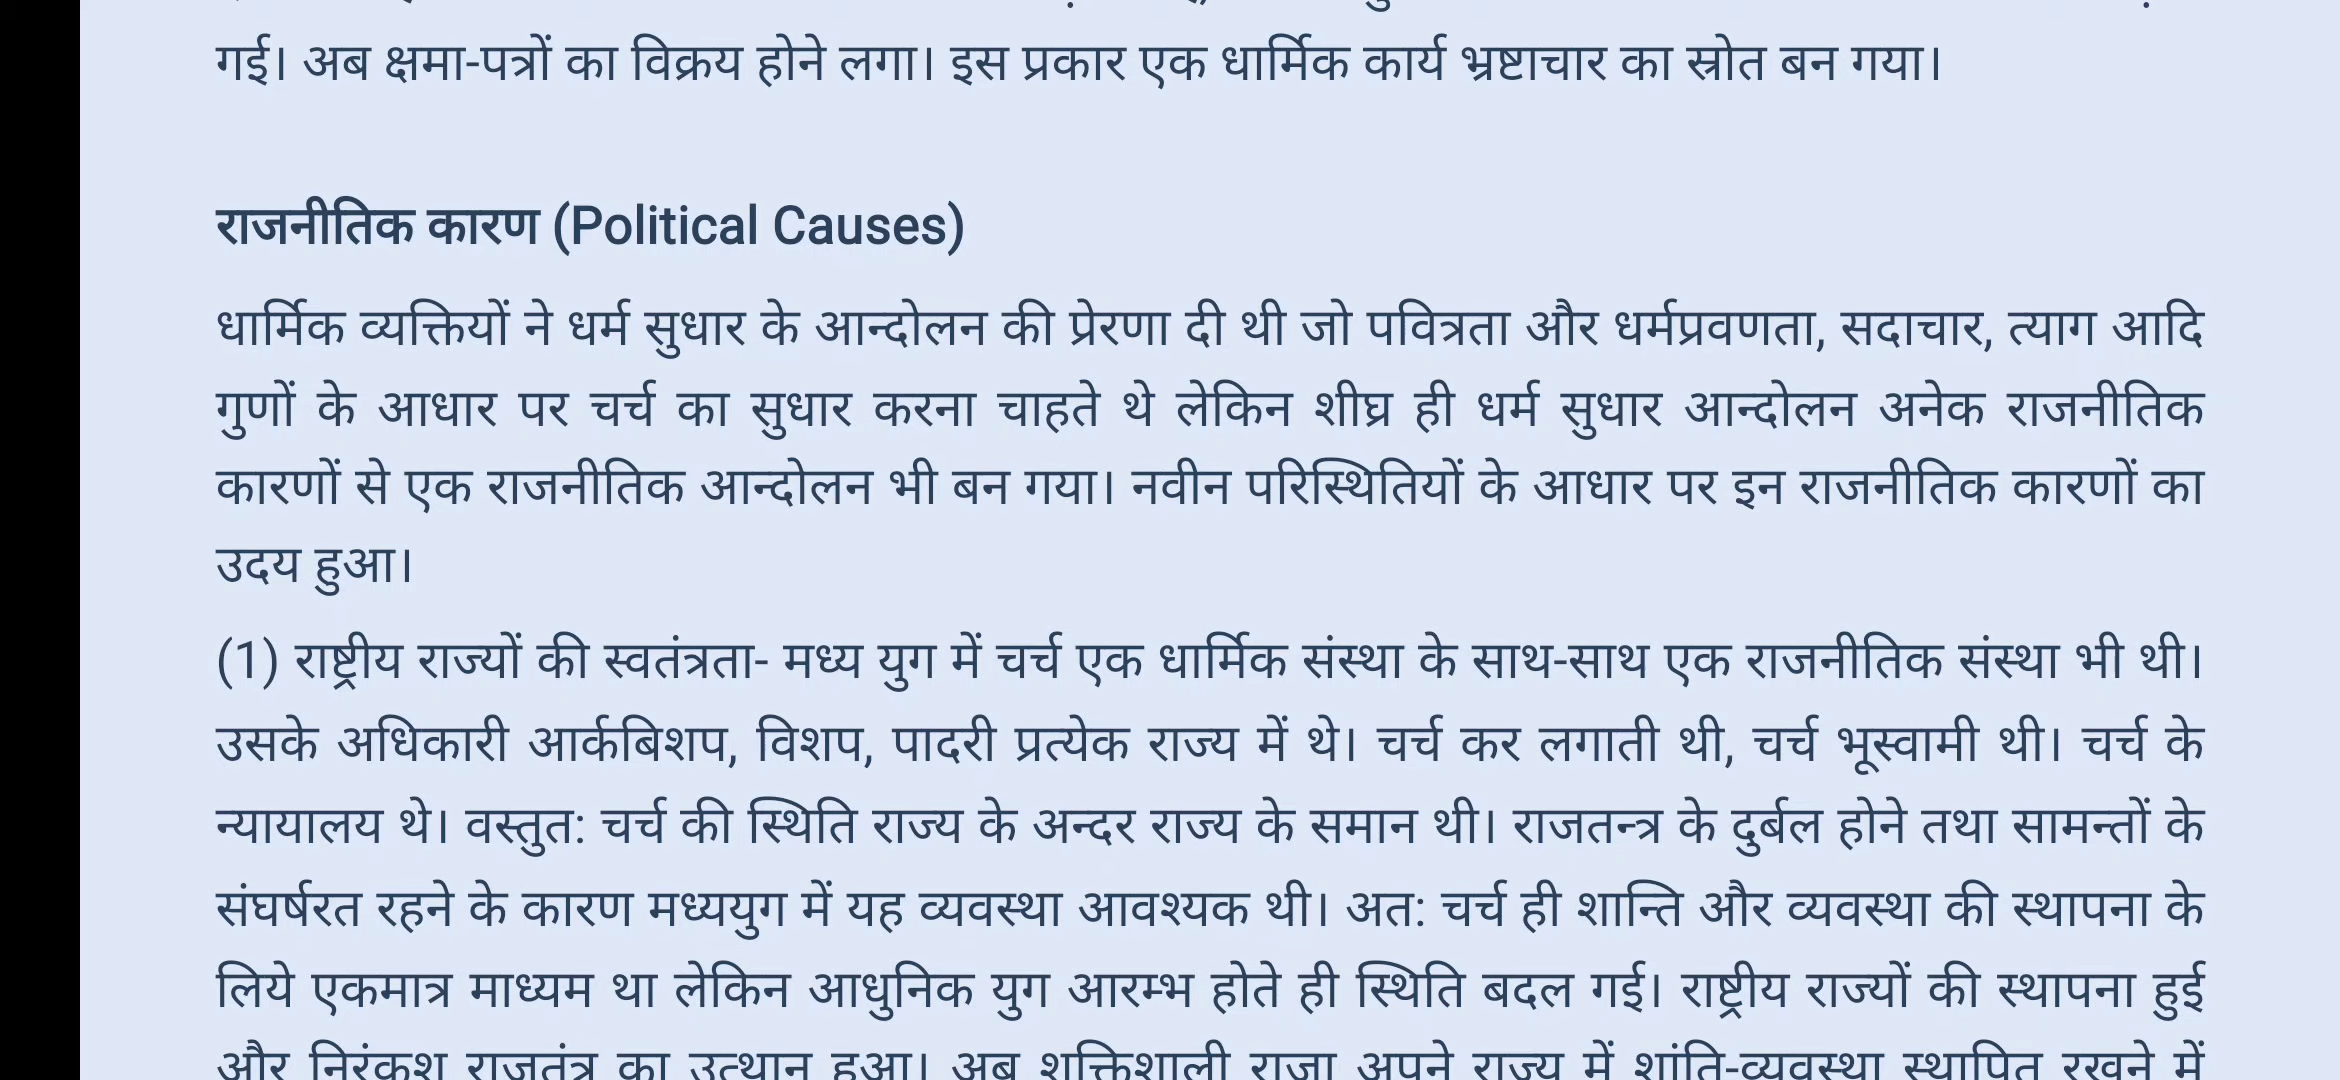 गई। अब क्षमा-पत्रों का विक्रय होने लगा। इस प्रकार एक धार्मिक कार्य भ्रष्टाचार का स्रोत बन गया।
राजनीतिक कारण (Political Causes)
धार्मिक व्यक्तियों ने धर्म सुधार के आन्दोलन की प्रेरणा दी थी जो पवित्रता और धर्मप्रवणता, सदाचार, त्याग आदि
गुणों के आधार पर चर्च का सुधार करना चाहते थे लेकिन शीघ्र ही धर्म सुधार आन्दोलन अनेक राजनीतिक
कारणों से एक राजनीतिक आन्दोलन भी बन गया। नवीन परिस्थितियों के आधार पर इन राजनीतिक कारणों का
उदय हुआ।
(1) राष्ट्रीय राज्यों की स्वतंत्रता- मध्य युग में चर्च एक धार्मिक संस्था के साथ-साथ एक राजनीतिक संस्था भी थी।
उसके अधिकारी आर्कबिशप, विशप, पादरी प्रत्येक राज्य में थे। चर्च कर लगाती थी, चर्च भूस्वामी थी। चर्च के
न्यायालय थे। वस्तुत: चर्च की स्थिति राज्य के अन्दर राज्य के समान थी। राजतन्त्र के दुर्बल होने तथा सामन्तों के
संघर्षरत रहने के कारण मध्ययुग में यह व्यवस्था आवश्यक थी। अत: चर्च ही शान्ति और व्यवस्था की स्थापना के
लिये एकमात्र माध्यम था लेकिन आधुनिक युग आरम्भ होते ही स्थिति बदल गई। राष्ट्रीय राज्यों की स्थापना हुई
और निरंकुश राजतंत्र का उत्थान हुआ। अब शक्तिशाली राजा अपने राज्य में शांति-व्यवस्था स्थापित रखने में